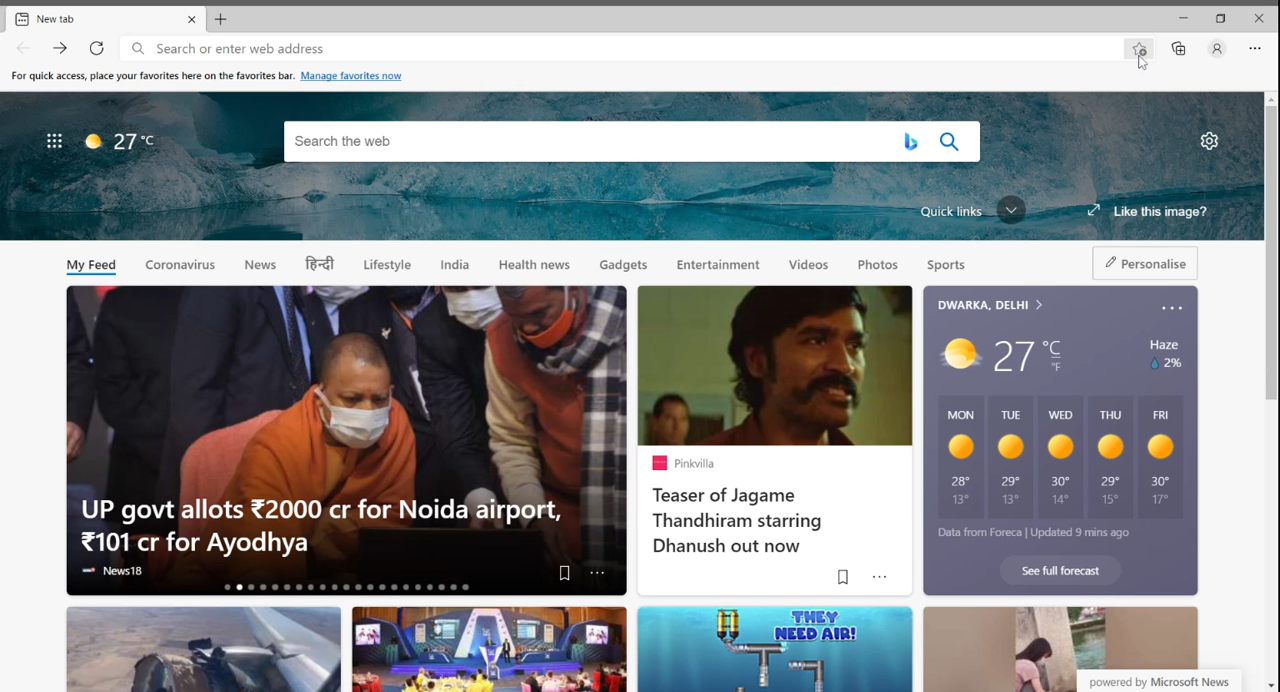 New tab
Search or enter web address
For quick access, place your favorites here on the favorites bar. Manage favorites now
27 °C
Search the web
Quick links
Like this image?
My Feed Coronavirus News हिन्दी Lifestyle India Health news Gadgets Entertainment Videos Photos Sports
Personalise
UP govt allots ₹2000 cr for Noida airport,
₹101 cr for Ayodhya
News18
Pinkvilla
Teaser of Jagame
Thandhiram starring
Dhanush out now
DWARKA, DELHI
27 °C
°F
Haze
2%
MON TUE WED THU FRI
28° 29° 30° 29° 30°
13° 13° 14° 15° 17°
Data from Foreca | Updated 9 mins ago
See full forecast
THEY
NEED AIR!
powered by Microsoft News